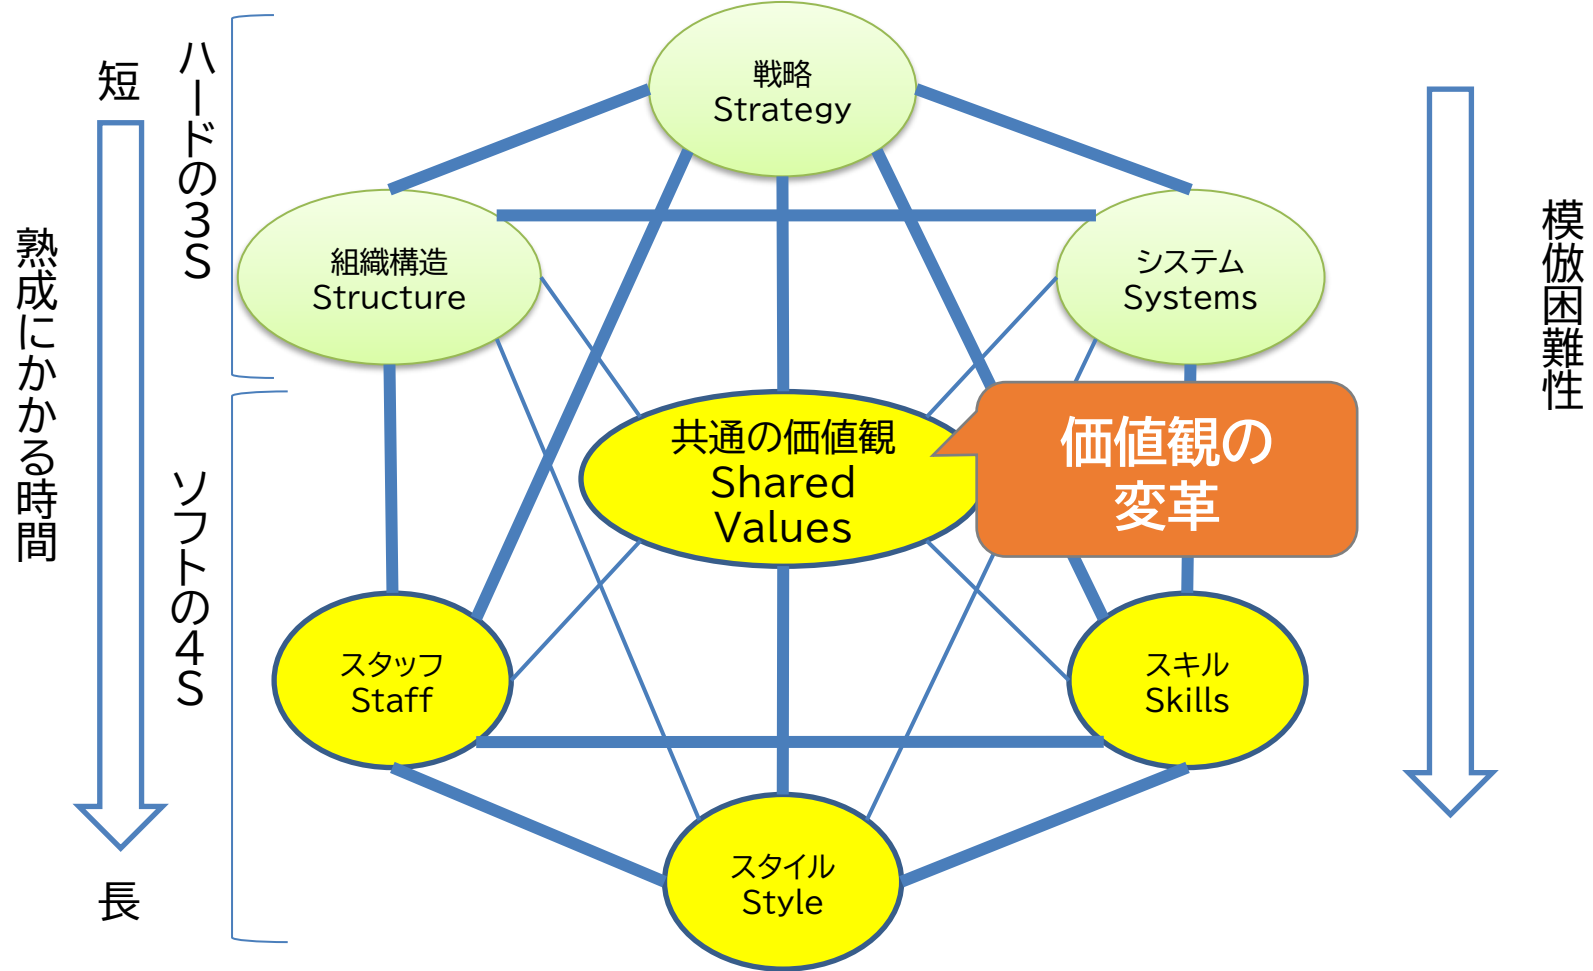 短
熟成にかかる時間
長
ハードの３Ｓ
ソフトの４Ｓ
戦略
Strategy
組織構造
Structure
システム
Systems
共通の価値観
Shared
Values
価値観の
変革
スタッフ
Staff
スキル
Skills
スタイル
Style
模倣困難性